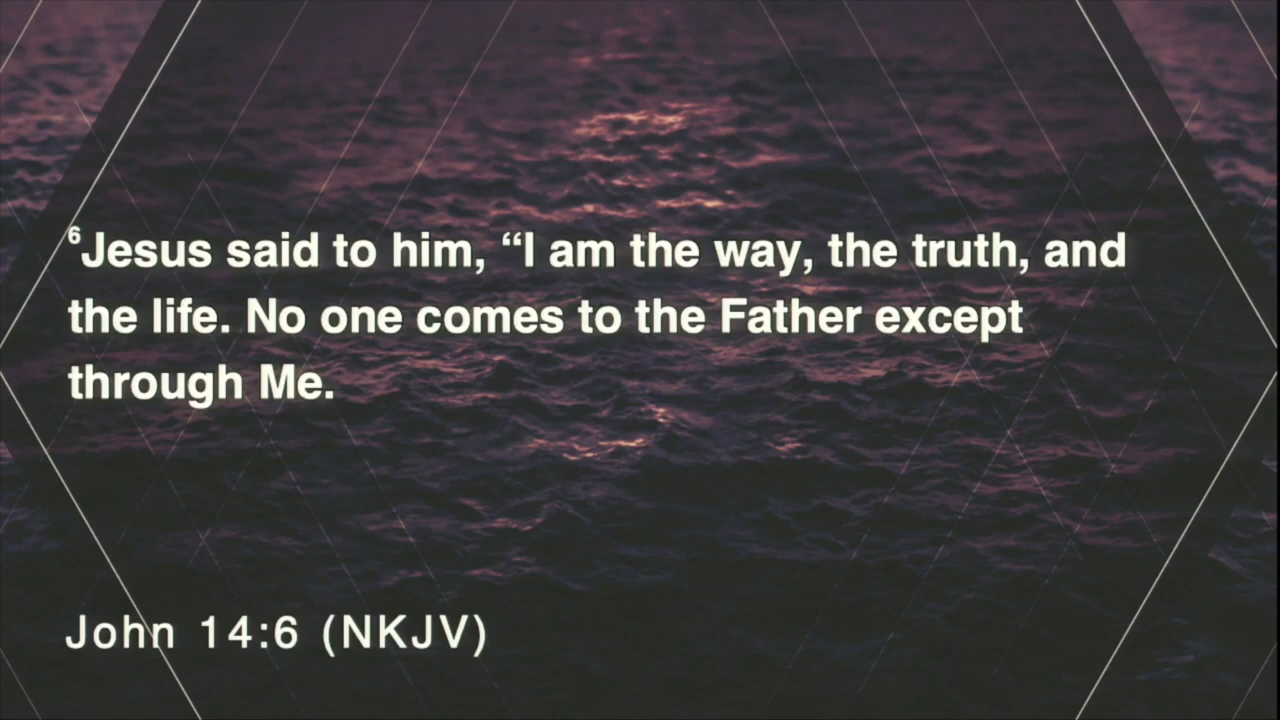 ⁶Jesus said to him, “I am the way, the truth, and
the life. No one comes to the Father except
through Me.
John 14:6 (NKJV)